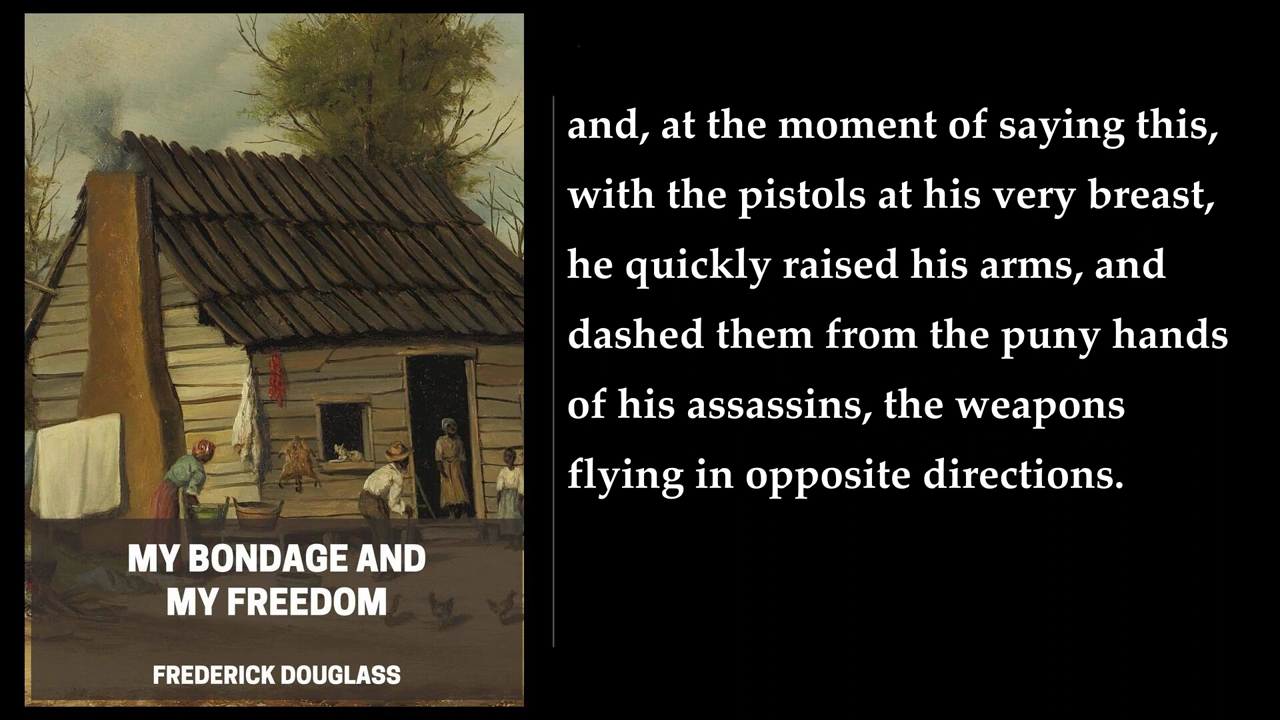 and, at the moment of saying this,
with the pistols at his very breast,
he quickly raised his arms, and
dashed them from the puny hands
of his assassins, the weapons
flying in opposite directions.
MY BONDAGE AND
MY FREEDOM
FREDERICK DOUGLASS